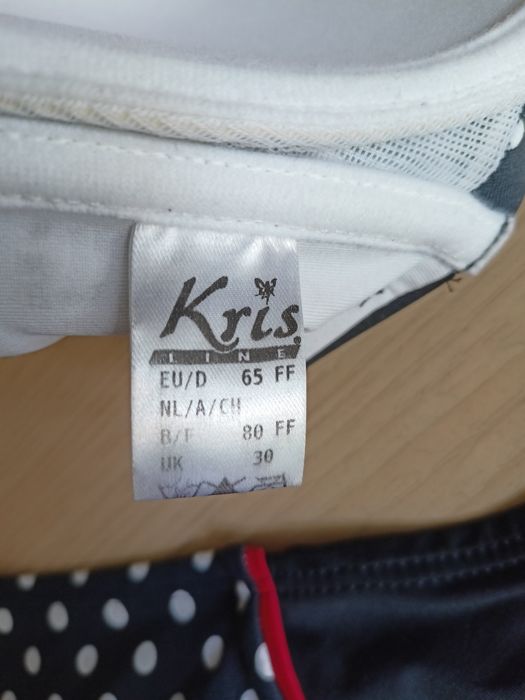 Kris
LINE
EU/D 65 FF
NL/A/CH
B/F 80 FF
UK 30